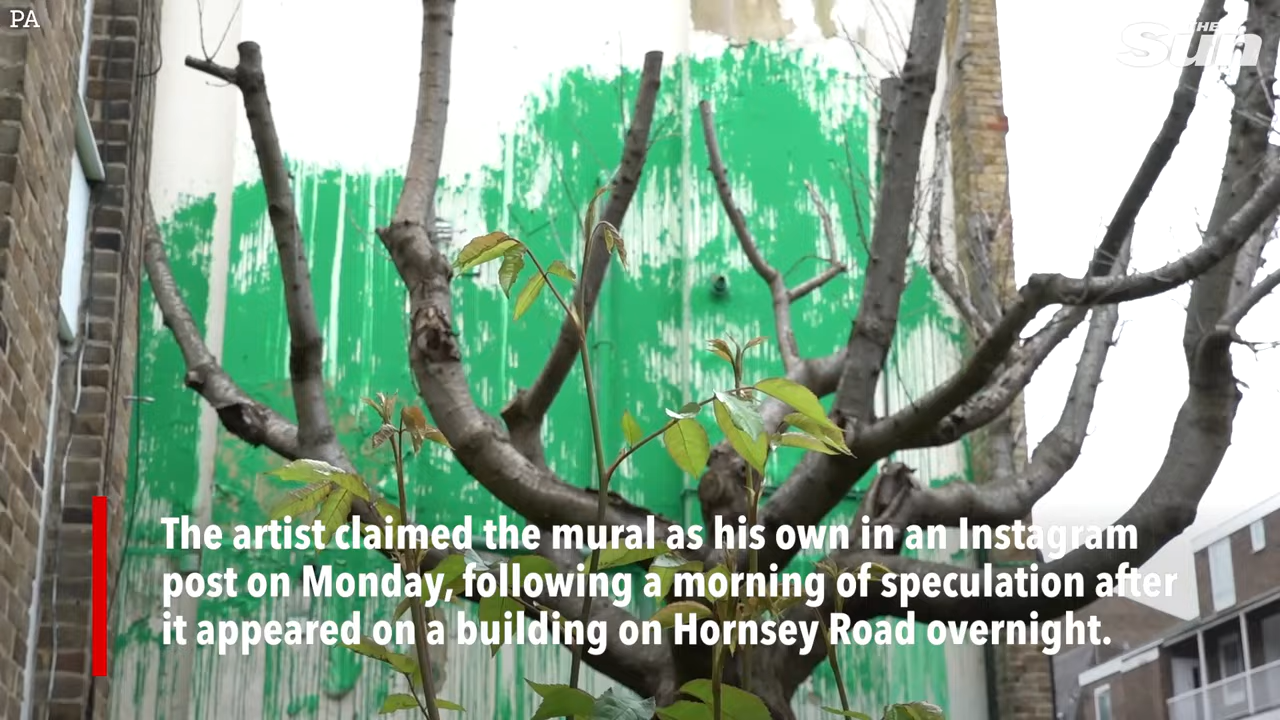 PA
THE
Sun
The artist claimed the mural as his own in an Instagram
post on Monday, following a morning of speculation after
it appeared on a building on Hornsey Road overnight.